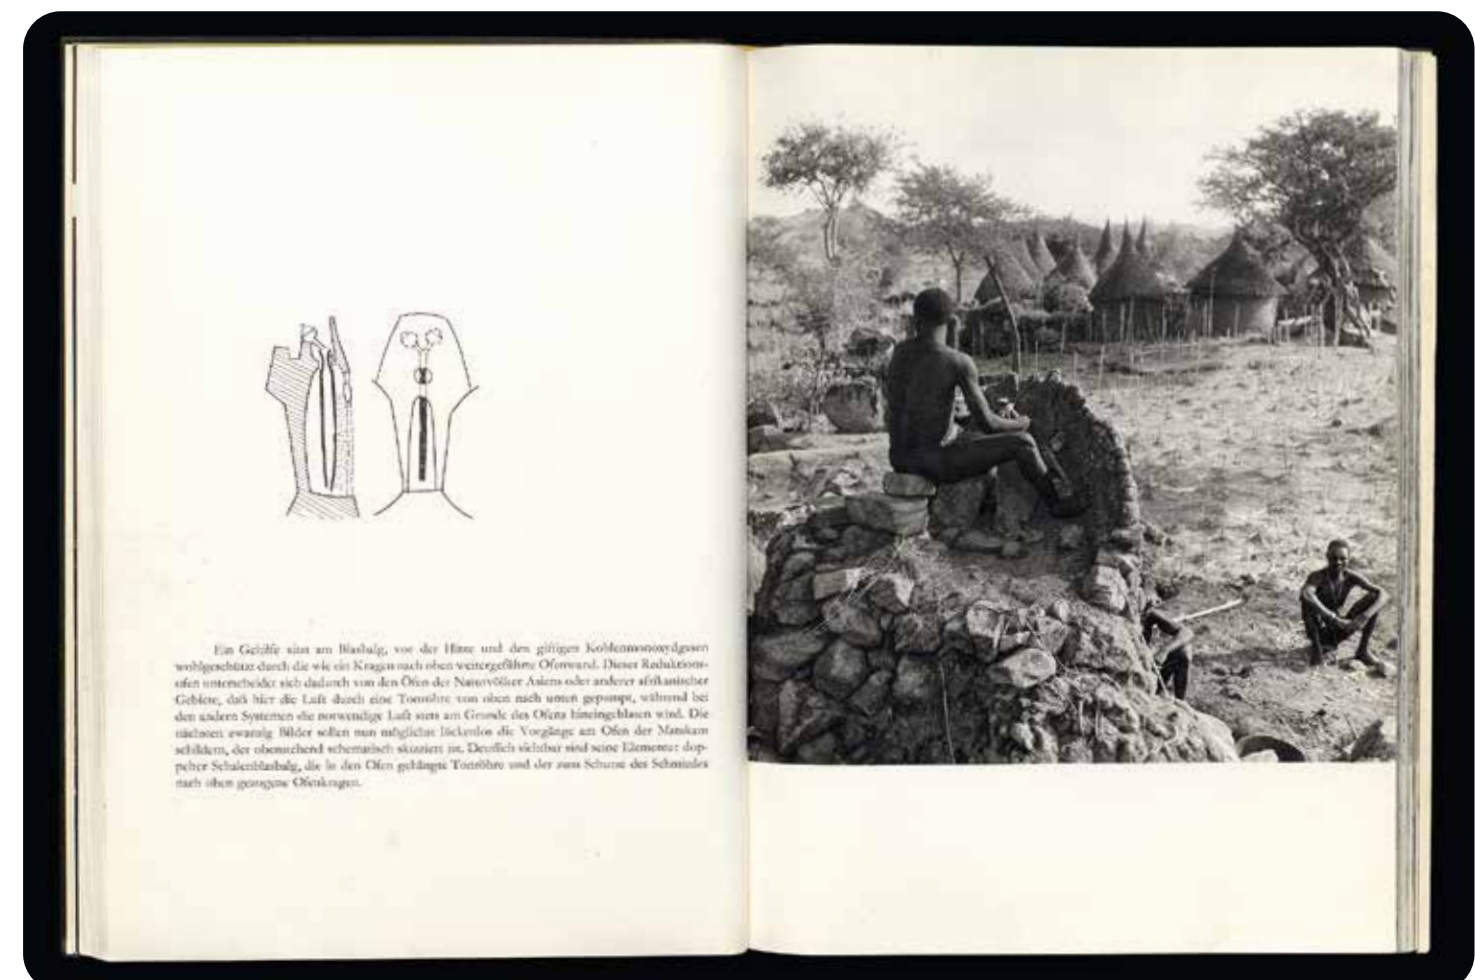 Ein Gehilfe sitzt am Blasbalg, vor der Hitze und den giftigen Kohlenmonoxydgasen
wohlgeschützt durch die wie ein Kragen nach oben weitergeführte Ofenwand. Dieser Reduktions-
ofen unterscheidet sich dadurch von den Öfen der Naturvölker Asiens oder anderer afrikanischer
Gebiete, daß hier die Luft durch eine Tonröhre von oben nach unten gepumpt, während bei
den andern Systemen die notwendige Luft stets am Grunde des Ofens hineingeblasen wird. Die
nächsten zwanzig Bilder sollen nun möglichst lückenlos die Vorgänge am Ofen der Matakam
schildern, der obenstehend schematisch skizziert ist. Deutlich sichtbar sind seine Elemente: dop-
pelter Schalenblasbalg, die in den Ofen gehängte Tonröhre und der zum Schutze des Schmiedes
nach oben gezogene Ofenkragen.